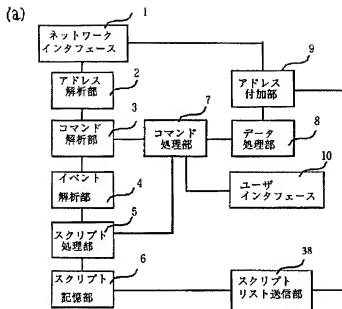 (a)
1
ネットワーク
インタフェース
9
アドレス
解析部
2
アドレス
付加部
7
3
コマンド
解析部
コマンド
処理部
データ
処理部
8
10
イベント
解析部
4
ユーザ
インタフェース
5
スクリプト
処理部
6
38
スクリプト
記憶部
スクリプト
リスト送信部